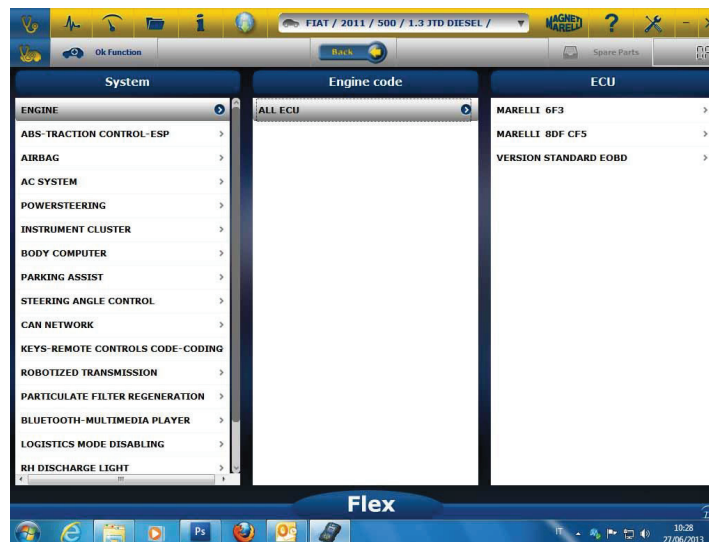 FIAT / 2011 / 500 / 1.3 JTD DIESEL /
MAGNETI
MARELLI
?
Ok Function
Back
Spare Parts
System
Engine code
ECU
ENGINE
ABS-TRACTION CONTROL-ESP
AIRBAG
AC SYSTEM
POWERSTEERING
INSTRUMENT CLUSTER
BODY COMPUTER
PARKING ASSIST
STEERING ANGLE CONTROL
CAN NETWORK
KEYS-REMOTE CONTROLS CODE-CODING
ROBOTIZED TRANSMISSION
PARTICULATE FILTER REGENERATION
BLUETOOTH-MULTIMEDIA PLAYER
LOGISTICS MODE DISABLING
RH DISCHARGE LIGHT
ALL ECU
MARELLI 6F3
MARELLI 8DF CF5
VERSION STANDARD EOBD
Flex
Ps
IT
10:28
27/06/2013